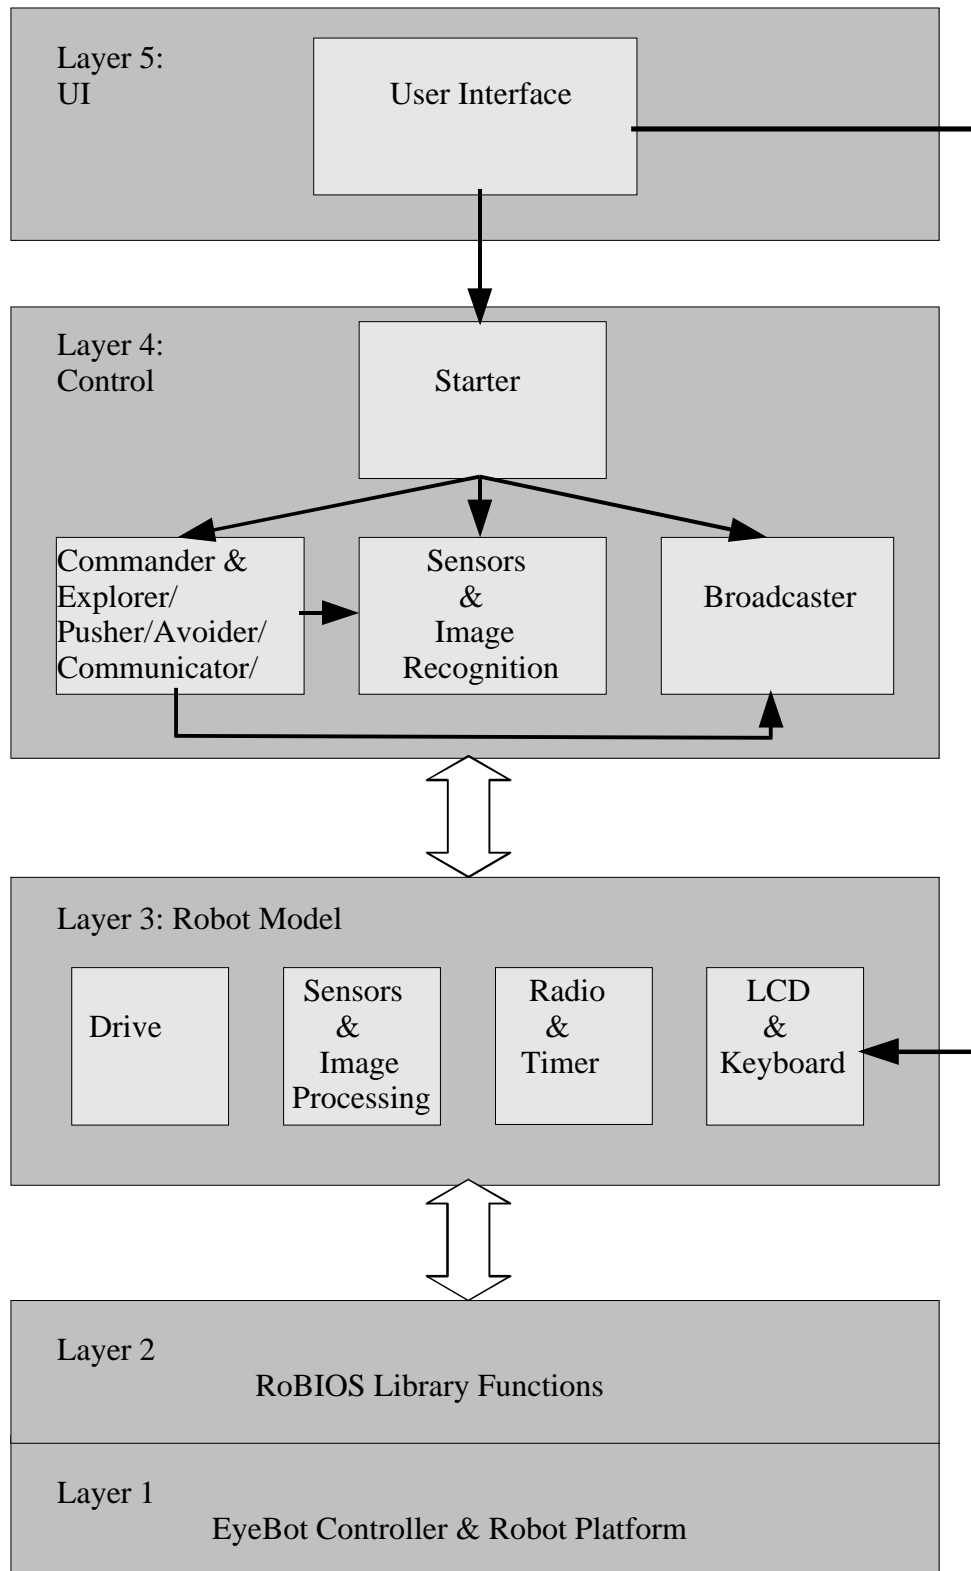 Layer 5:
UI
User Interface
Layer 4:
Control
Starter
Commander &
Explorer/
Pusher/Avoider/
Communicator/
Sensors
&
Image
Recognition
Broadcaster
Layer 3: Robot Model
Drive
Sensors
&
Image
Processing
Radio
&
Timer
LCD
&
Keyboard
Layer 2
RoBIOS Library Functions
Layer 1
EyeBot Controller & Robot Platform